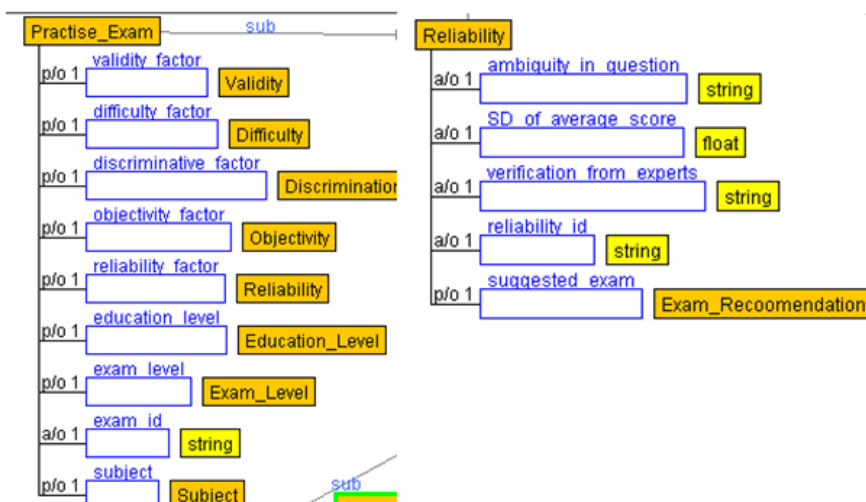 Practise_Exam
sub
p/o 1
validity_factor
Validity
p/o 1
difficulty_factor
Difficulty
p/o 1
discriminative_factor
Discrimination
p/o 1
objectivity_factor
Objectivity
p/o 1
reliability_factor
Reliability
p/o 1
education_level
Education_Level
p/o 1
exam_level
Exam_Level
a/o 1
exam_id
string
p/o 1
subject
Subject
sub
Reliability
a/o 1
ambiguity_in_question
string
a/o 1
SD_of_average_score
float
a/o 1
verification_from_experts
string
a/o 1
reliability_id
string
p/o 1
suggested_exam
Exam_Recoomendation